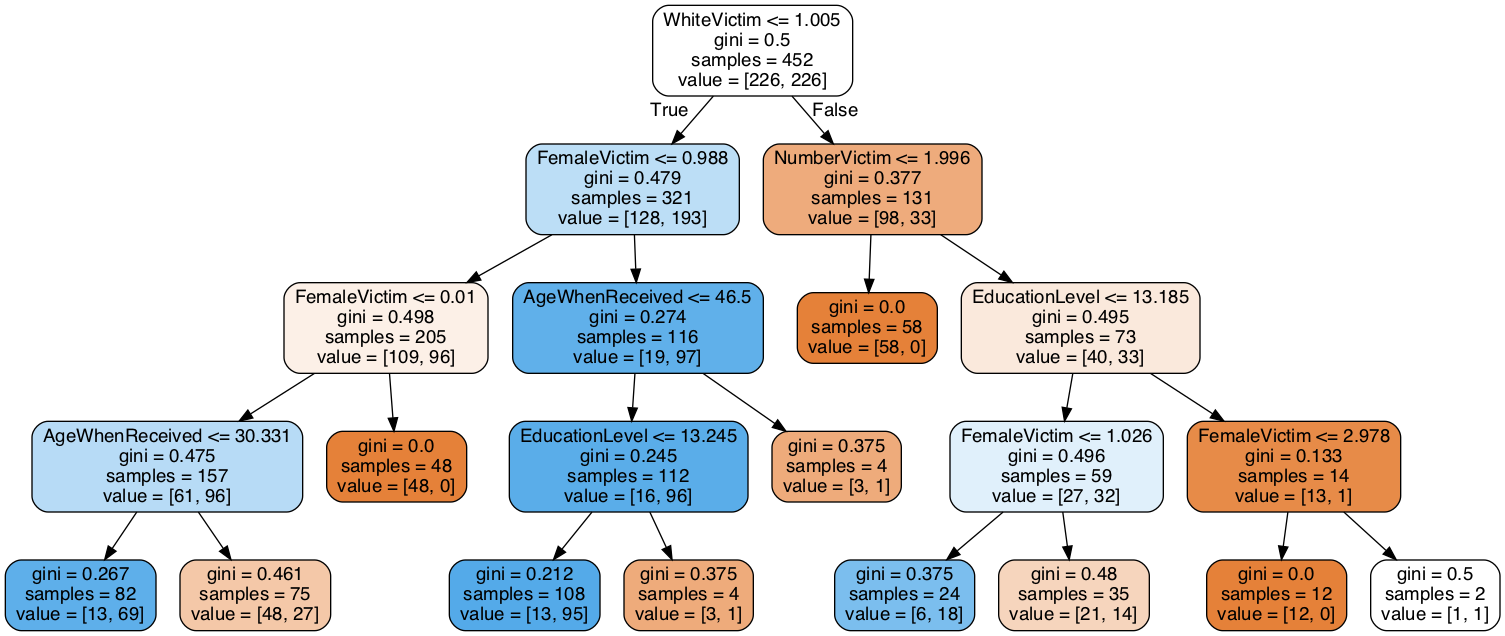 WhiteVictim <= 1.005
gini = 0.5
samples = 452
value = [226, 226]
True
False
FemaleVictim <= 0.988
gini = 0.479
samples = 321
value = [128, 193]
NumberVictim <= 1.996
gini = 0.377
samples = 131
value = [98, 33]
FemaleVictim <= 0.01
gini = 0.498
samples = 205
value = [109, 96]
AgeWhenReceived <= 46.5
gini = 0.274
samples = 116
value = [19, 97]
gini = 0.0
samples = 58
value = [58, 0]
EducationLevel <= 13.185
gini = 0.495
samples = 73
value = [40, 33]
AgeWhenReceived <= 30.331
gini = 0.475
samples = 157
value = [61, 96]
gini = 0.0
samples = 48
value = [48, 0]
EducationLevel <= 13.245
gini = 0.245
samples = 112
value = [16, 96]
gini = 0.375
samples = 4
value = [3, 1]
FemaleVictim <= 1.026
gini = 0.496
samples = 59
value = [27, 32]
FemaleVictim <= 2.978
gini = 0.133
samples = 14
value = [13, 1]
gini = 0.267
samples = 82
value = [13, 69]
gini = 0.461
samples = 75
value = [48, 27]
gini = 0.212
samples = 108
value = [13, 95]
gini = 0.375
samples = 4
value = [3, 1]
gini = 0.375
samples = 24
value = [6, 18]
gini = 0.48
samples = 35
value = [21, 14]
gini = 0.0
samples = 12
value = [12, 0]
gini = 0.5
samples = 2
value = [1, 1]